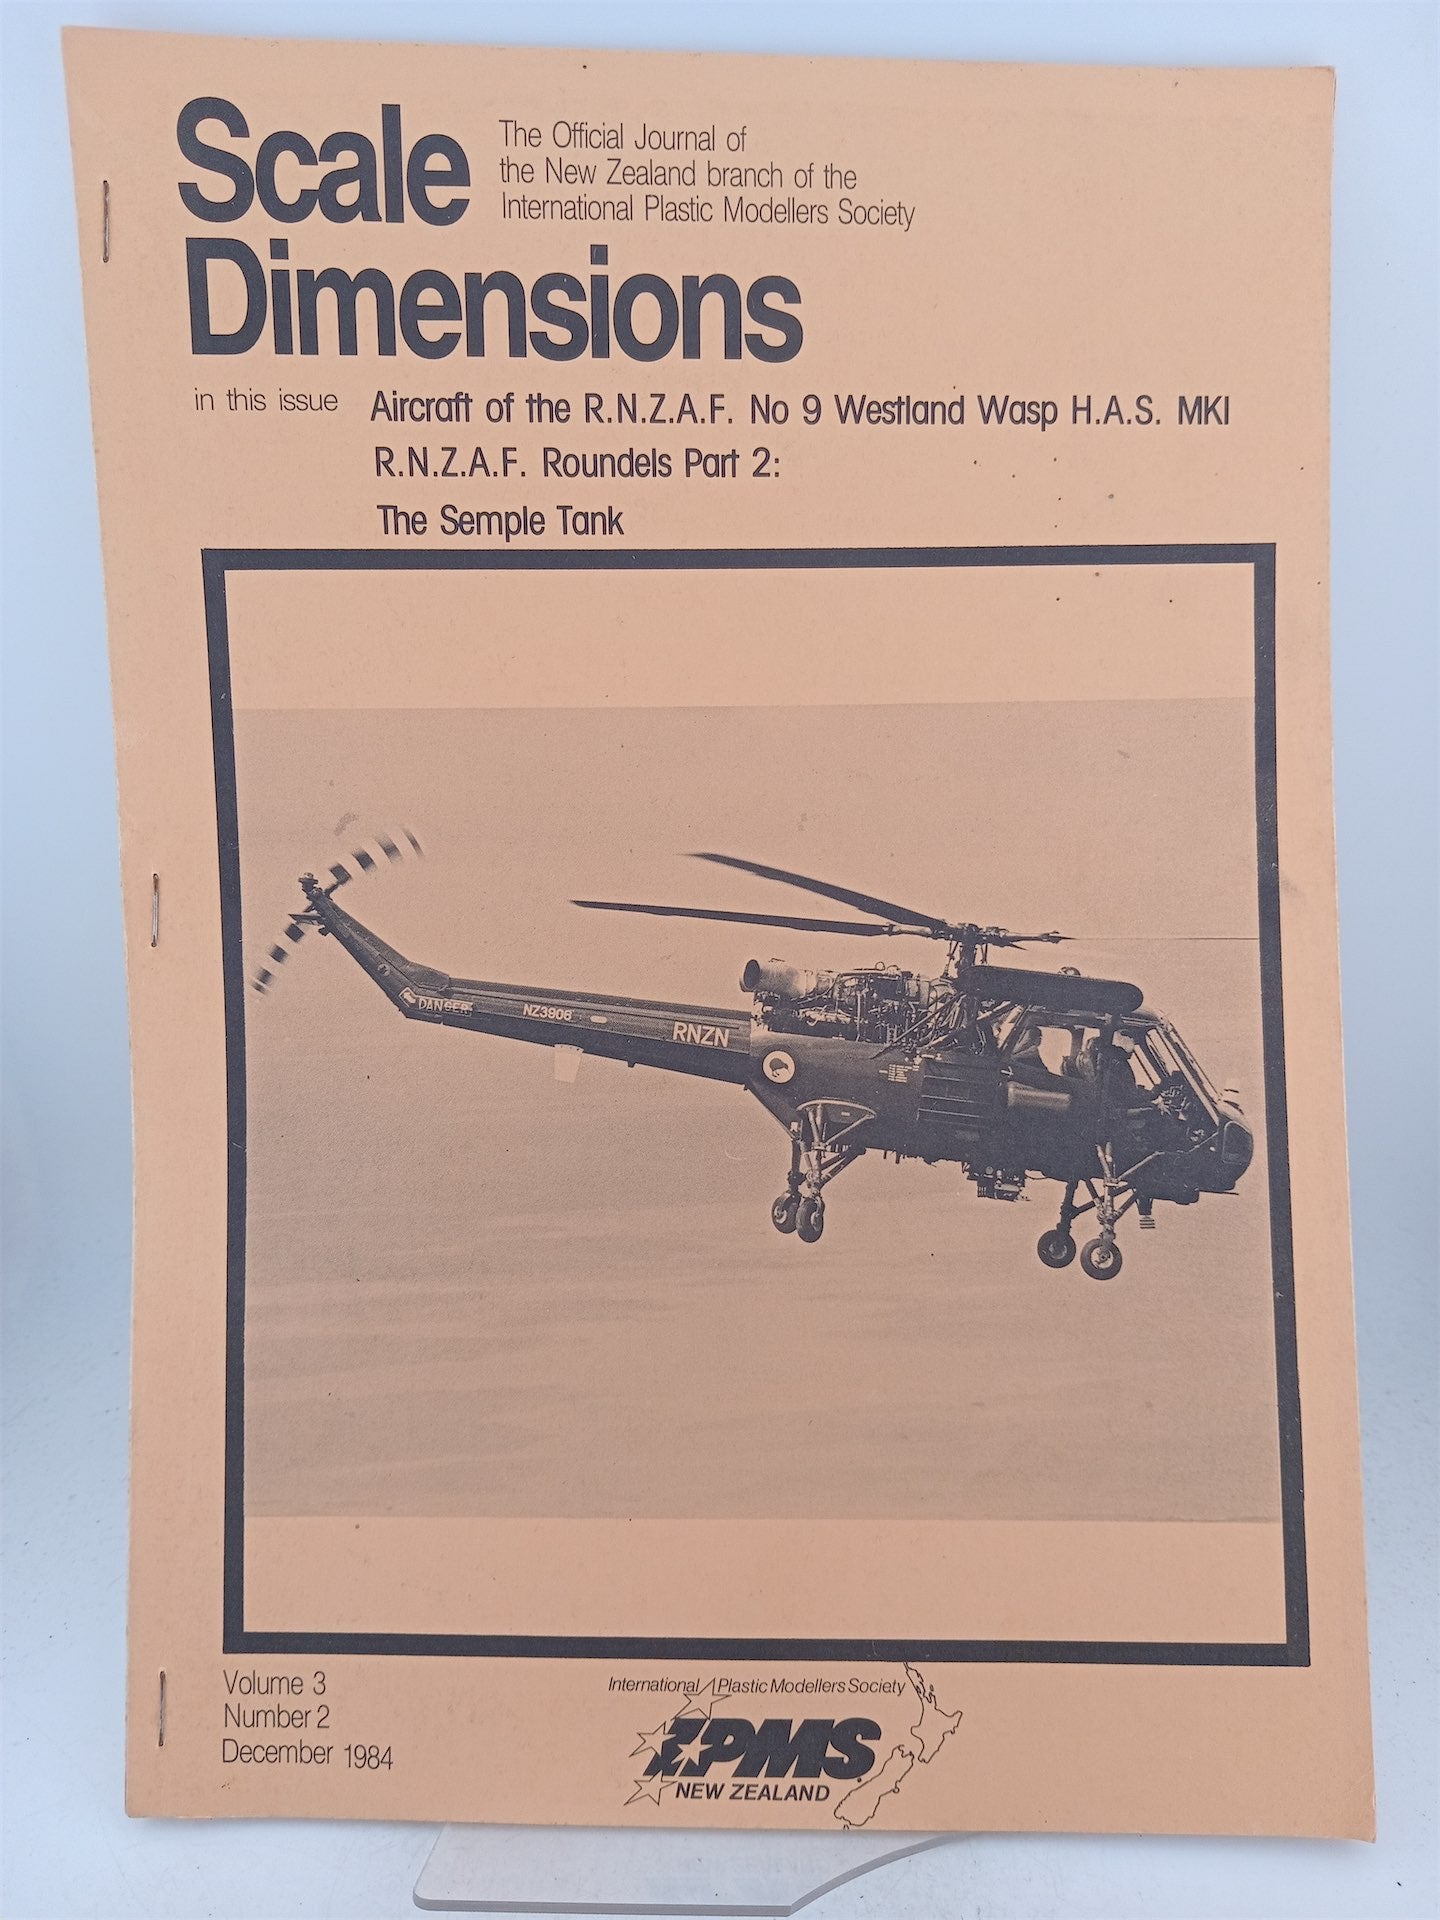 Scale
Dimensions
The Official Journal of
the New Zealand branch of the
International Plastic Modellers Society
in this issue Aircraft of the R.N.Z.A.F. No 9 Westland Wasp H.A.S. MKI
R.N.Z.A.F. Roundels Part 2:
The Semple Tank
DANGER
NZ3906
RNZN
Volume 3
Number 2
December 1984
International Plastic Modellers Society
IPMS
NEW ZEALAND